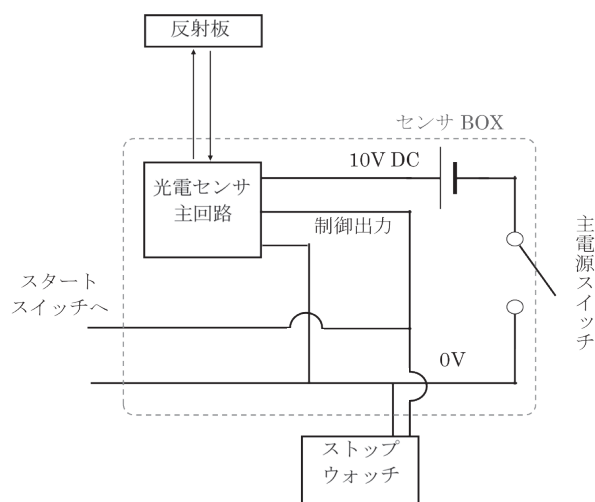 反射板
センサ BOX
10V DC
光電センサ
主回路
制御出力
主電源スイッチ
スタート
スイッチへ
0V
ストップ
ウォッチ